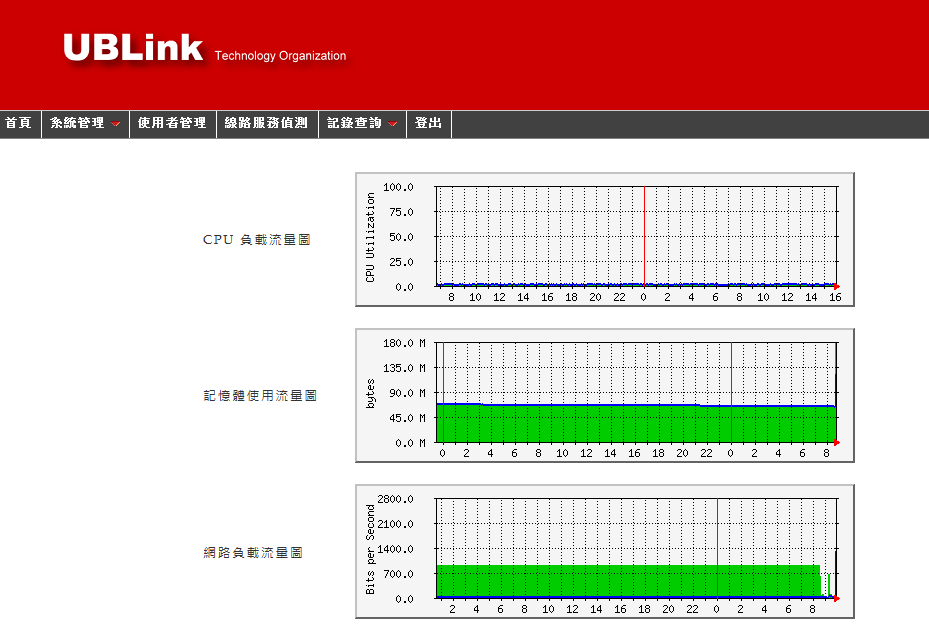 UBLink Technology Organization
首頁 系統管理 使用者管理 線路服務偵測 記錄查詢 登出
CPU 負載流量圖
CPU Utilization
100.0
75.0
50.0
25.0
0.0
8 10 12 14 16 18 20 22 0 2 4 6 8 10 12 14 16
記憶體使用流量圖
bytes
180.0 M
135.0 M
90.0 M
45.0 M
0.0 M
0 2 4 6 8 10 12 14 16 18 20 22 0 2 4 6 8
網路負載流量圖
Bits per Second
2800.0
2100.0
1400.0
700.0
0.0
2 4 6 8 10 12 14 16 18 20 22 0 2 4 6 8